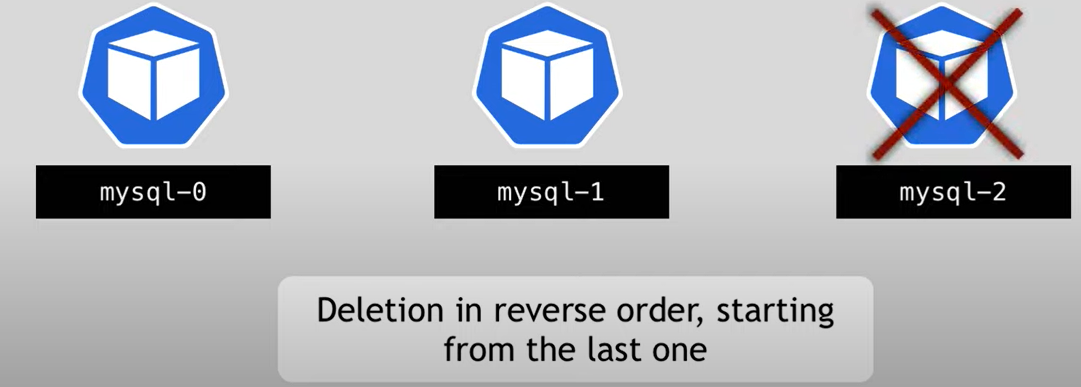 mysql-0
mysql-1
mysql-2
Deletion in reverse order, starting
from the last one